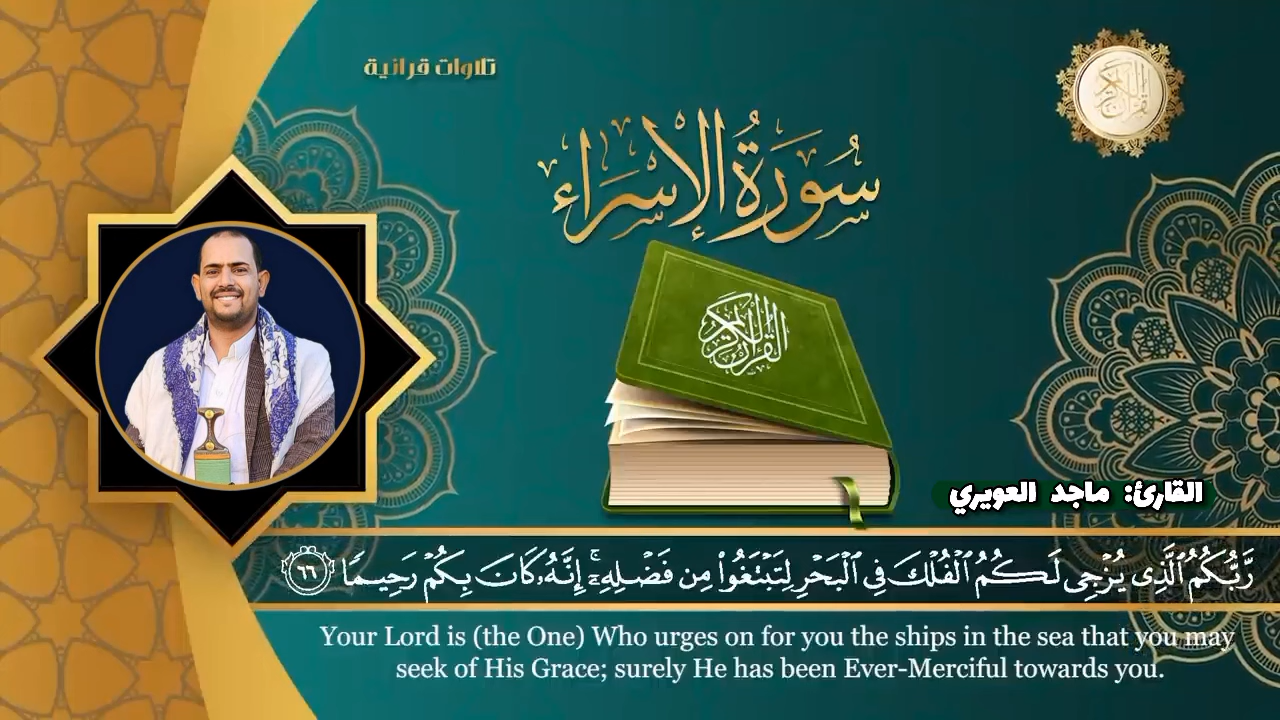 تلاوات قرانية
سُورَةُ الإِسْرَاء
القرآن الكريم
القارئ: ماجد العويري
رَّبُّكُمُ ٱلَّذِى يُزْجِى لَكُمُ ٱلْفُلْكَ فِى ٱلْبَحْرِ لِتَبْتَغُوا۟ مِن فَضْلِهِۦٓ ۚ إِنَّهُۥ كَانَ بِكُمْ رَحِيمًا ٦٦
Your Lord is (the One) Who urges on for you the ships in the sea that you may
seek of His Grace; surely He has been Ever-Merciful towards you.